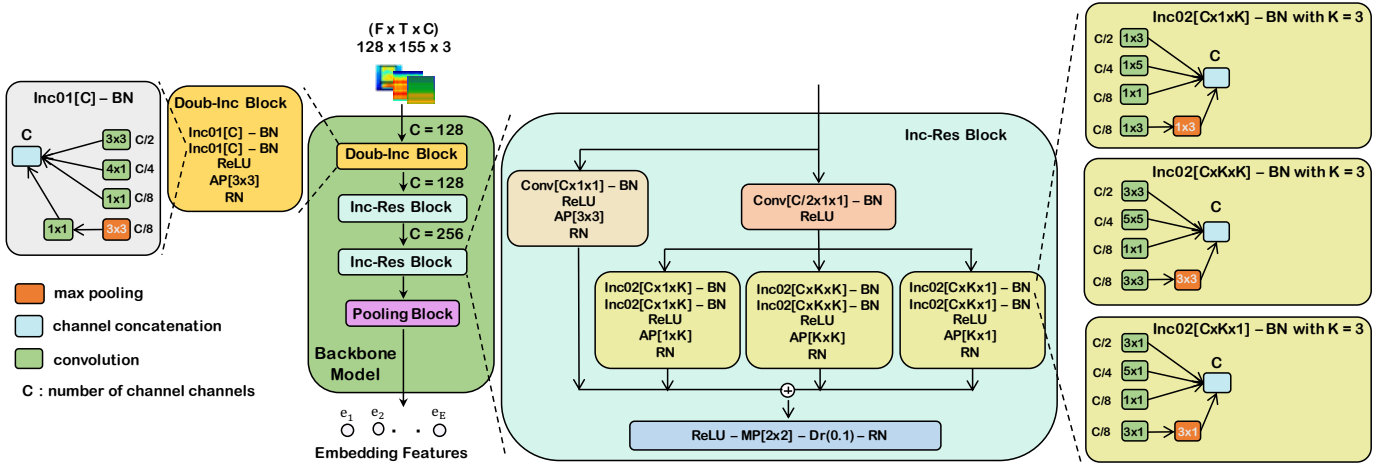 Inc01[C] – BN
C
3x3 C/2
4x1 C/4
1x1 C/8
1x1 3x3 C/8
max pooling
channel concatenation
convolution
C : number of channel channels
Doub-Inc Block
Inc01[C] – BN
Inc01[C] – BN
ReLU
AP[3x3]
RN
(F x T x C)
128 x 155 x 3
C = 128
Doub-Inc Block
C = 128
Inc-Res Block
C = 256
Inc-Res Block
Pooling Block
Backbone
Model
e1 e2 . . . eE
Embedding Features
Inc-Res Block
Conv[Cx1x1] – BN
ReLU
AP[3x3]
RN
Conv[C/2x1x1] – BN
ReLU
Inc02[Cx1xK] – BN
Inc02[Cx1xK] – BN
ReLU
AP[1xK]
RN
Inc02[CxKxK] – BN
Inc02[CxKxK] – BN
ReLU
AP[KxK]
RN
Inc02[CxKx1] – BN
Inc02[CxKx1] – BN
ReLU
AP[Kx1]
RN
+
ReLU – MP[2x2] – Dr(0.1) – RN
Inc02[Cx1xK] – BN with K = 3
C/2 1x3
C
C/4 1x5
C/8 1x1
C/8 1x3 1x3
Inc02[CxKxK] – BN with K = 3
C/2 3x3
C
C/4 5x5
C/8 1x1
C/8 3x3 3x3
Inc02[CxKx1] – BN with K = 3
C/2 3x1
C
C/4 5x1
C/8 1x1
C/8 3x1 3x1